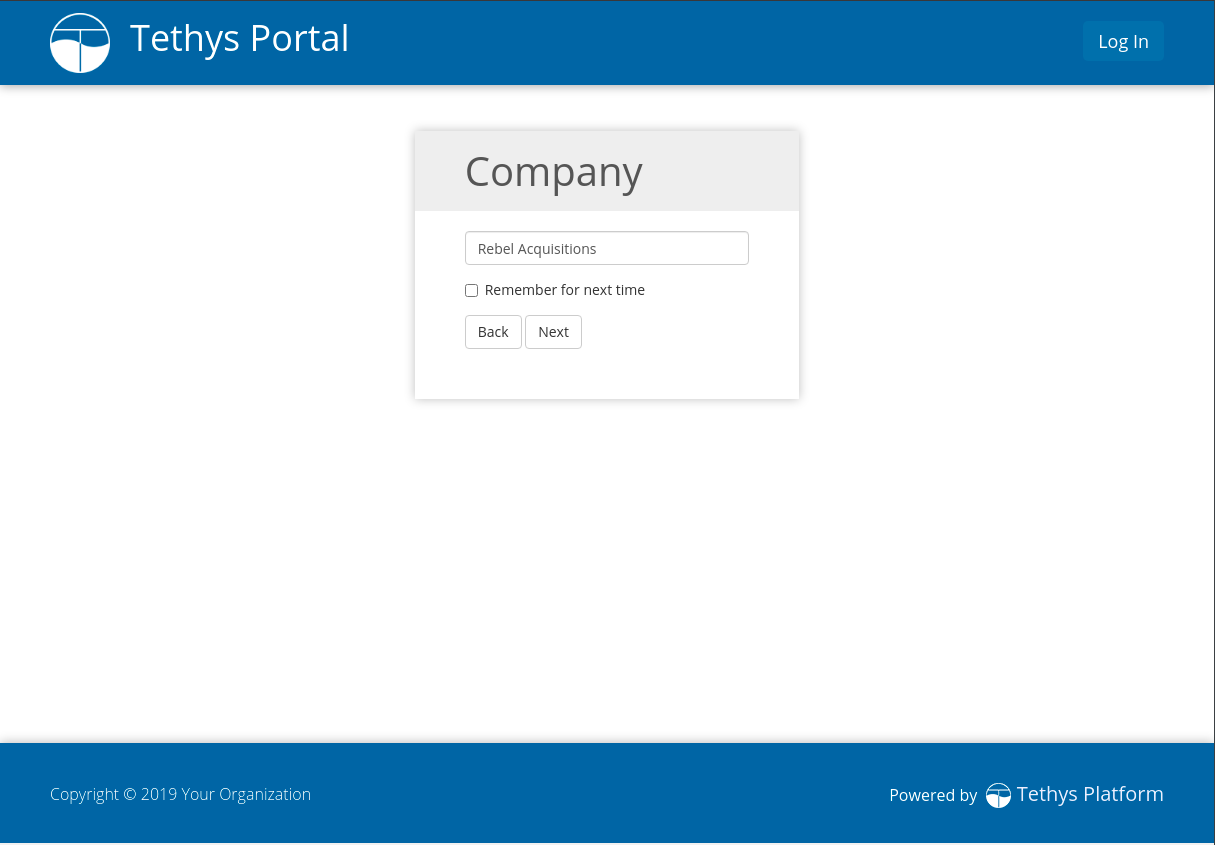 Tethys Portal
Log In
Company
Rebel Acquisitions
Remember for next time
Back Next
Copyright © 2019 Your Organization
Powered by Tethys Platform